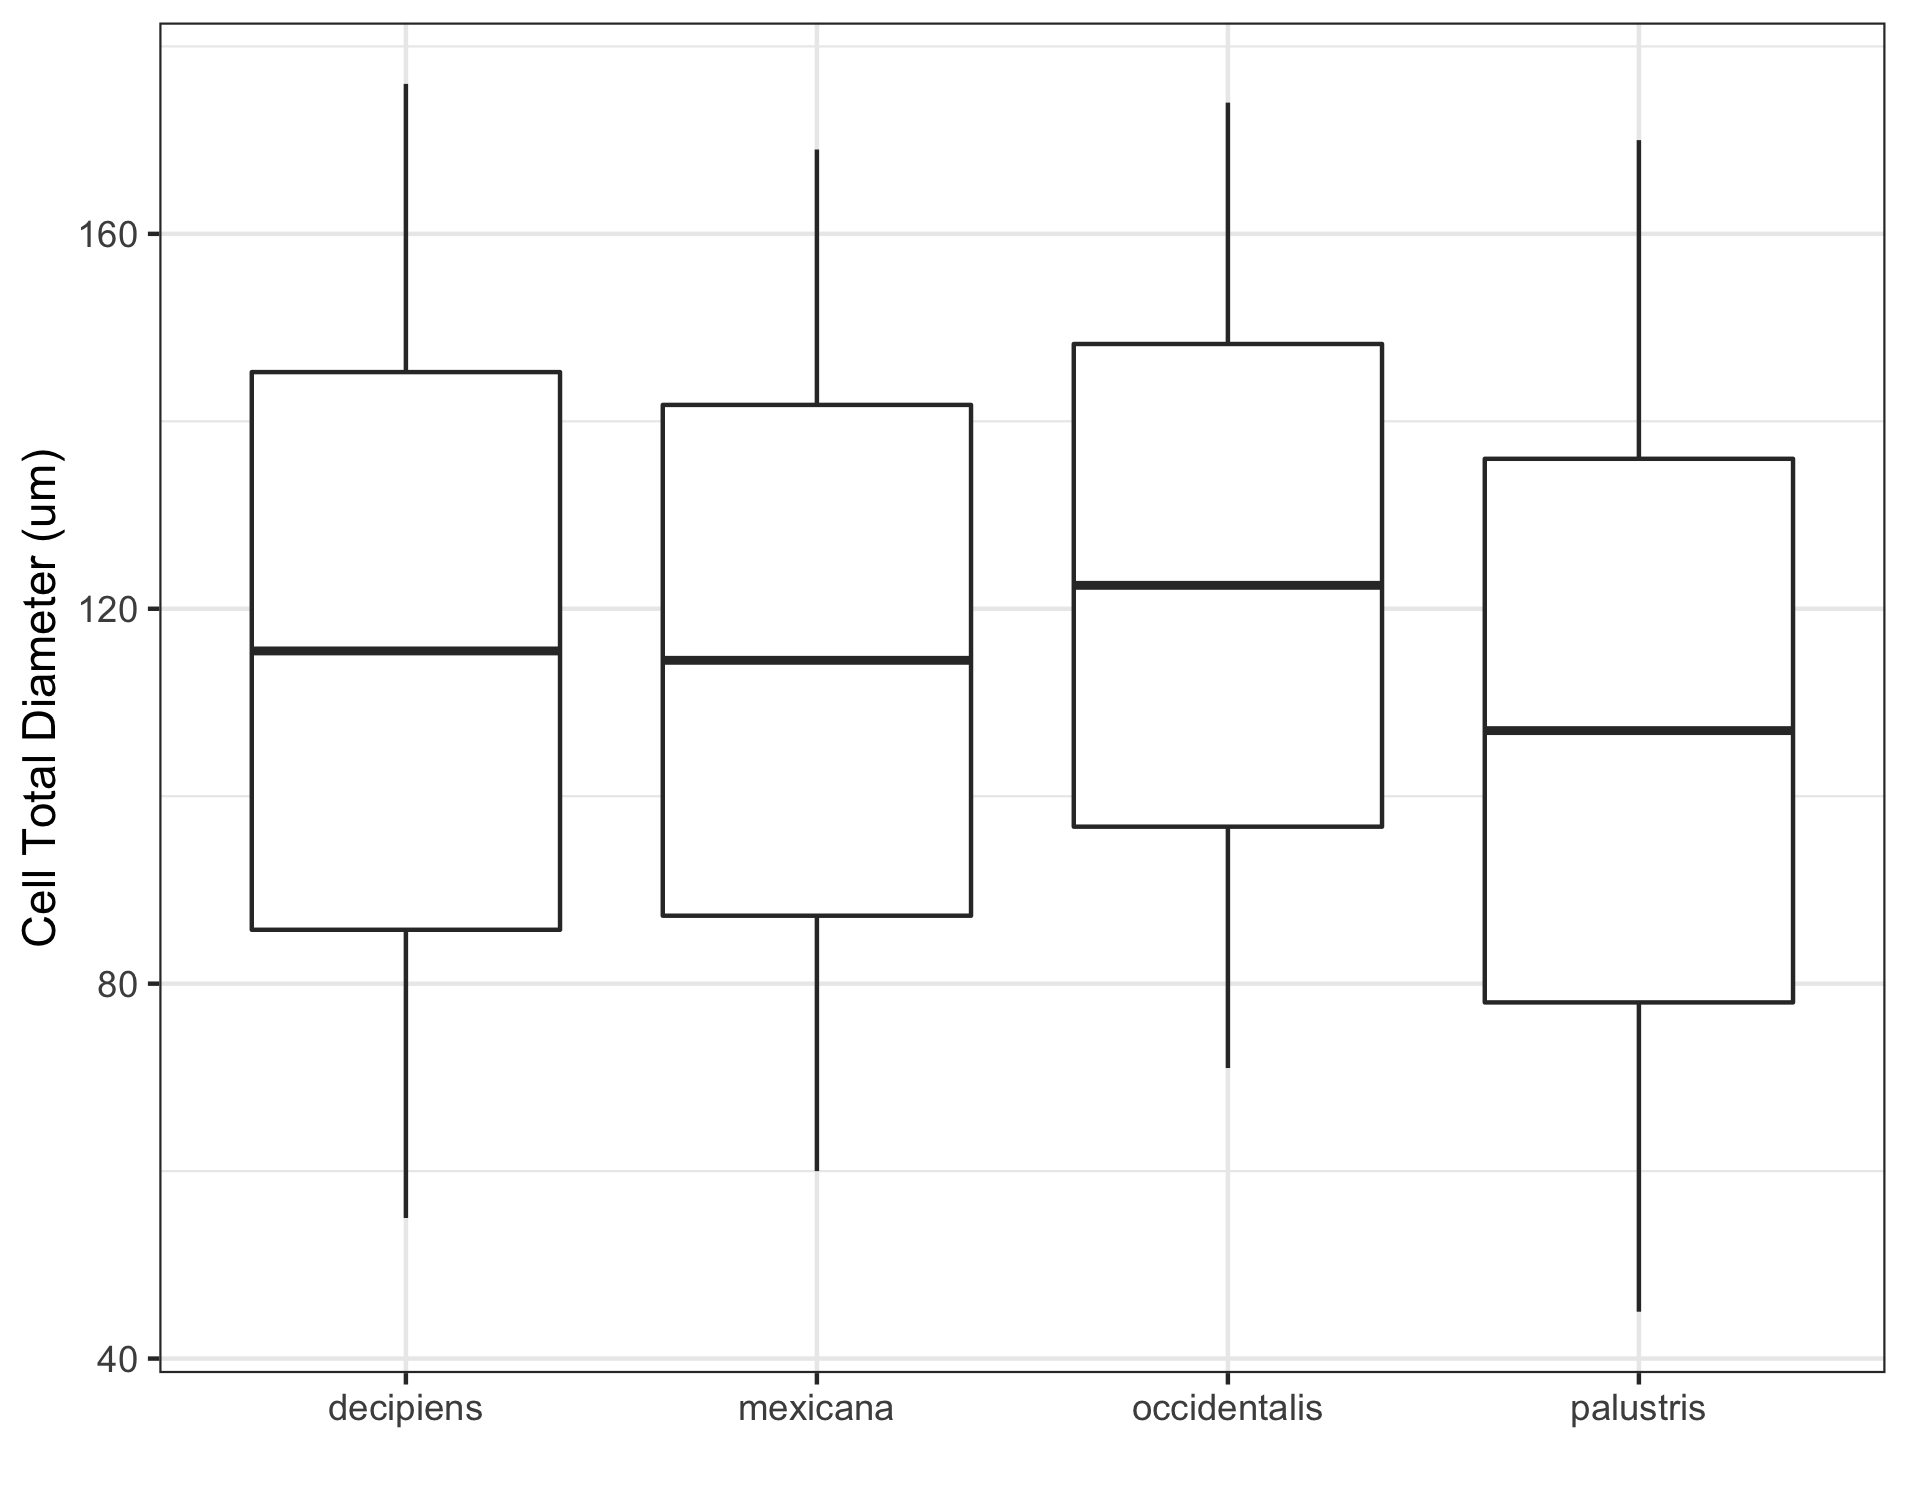 Cell Total Diameter (um)
160
120
80
40
decipiens mexicana occidentalis palustris